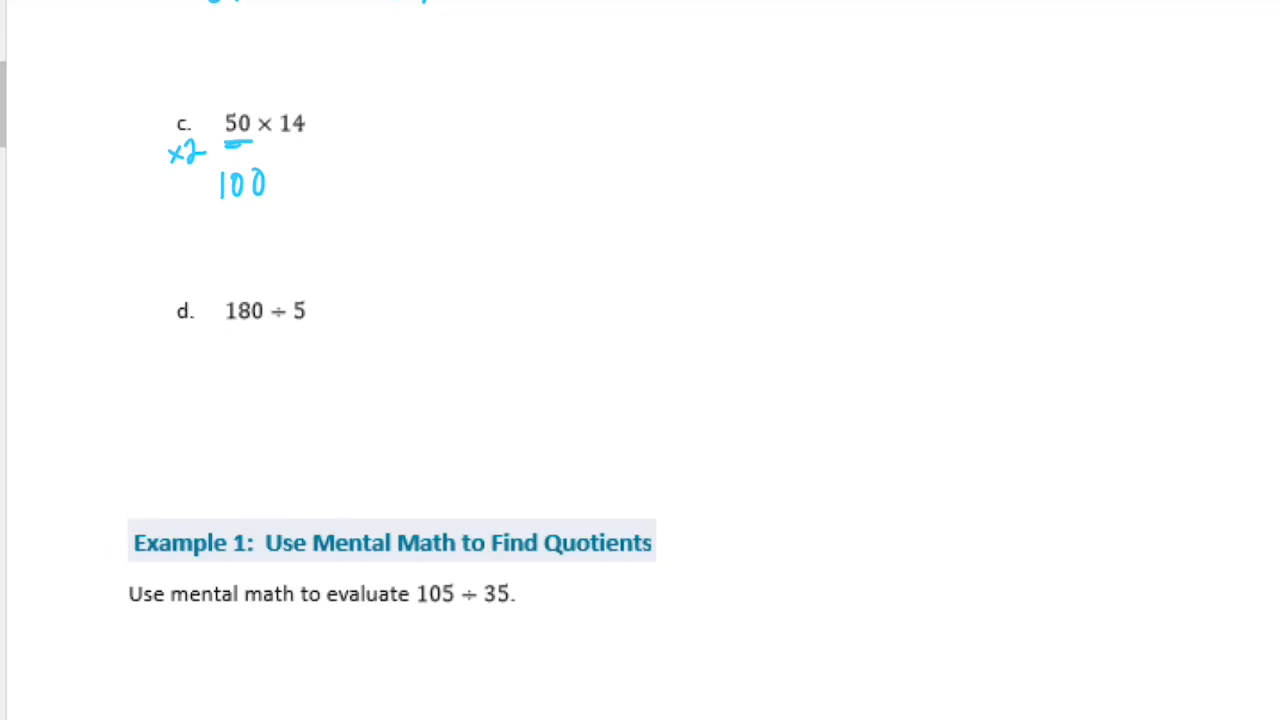 c. 50 × 14
×2
100
d. 180 ÷ 5
Example 1: Use Mental Math to Find Quotients
Use mental math to evaluate 105 ÷ 35.